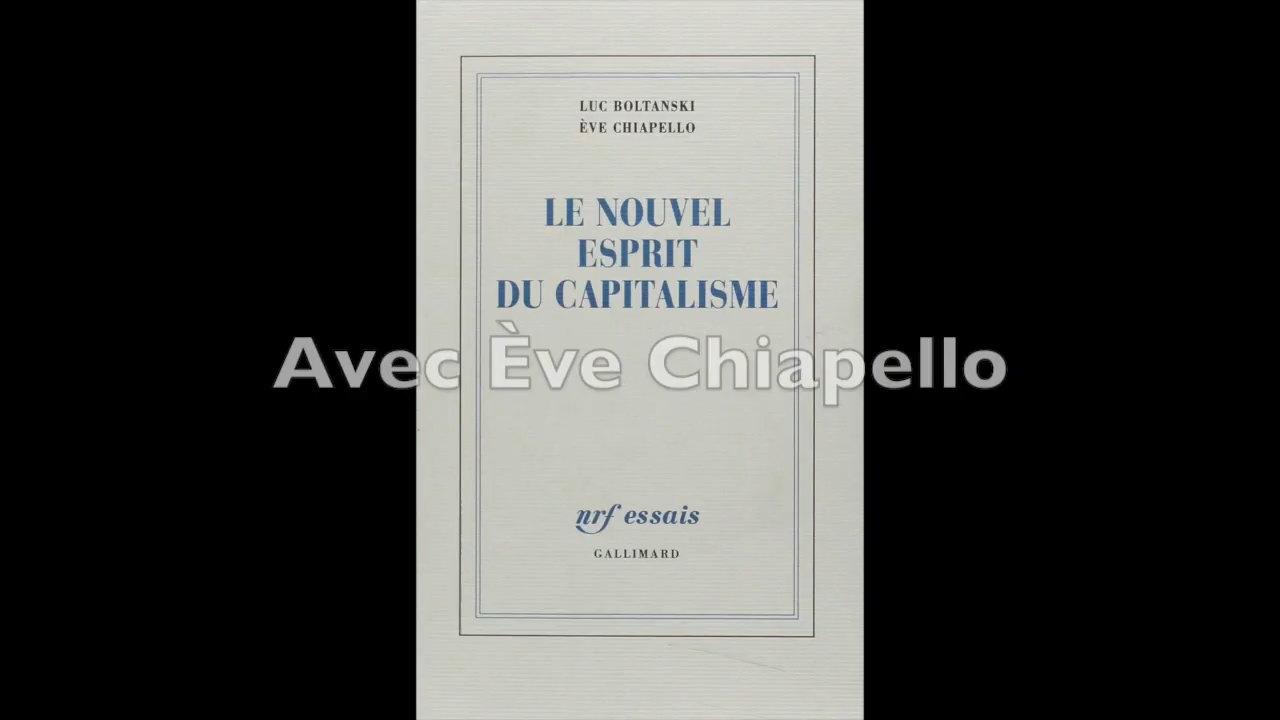 LUC BOLTANSKI
ÈVE CHIAPELLO
LE NOUVEL
ESPRIT
DU CAPITALISME
Avec Ève Chiapello
nrf essais
GALLIMARD